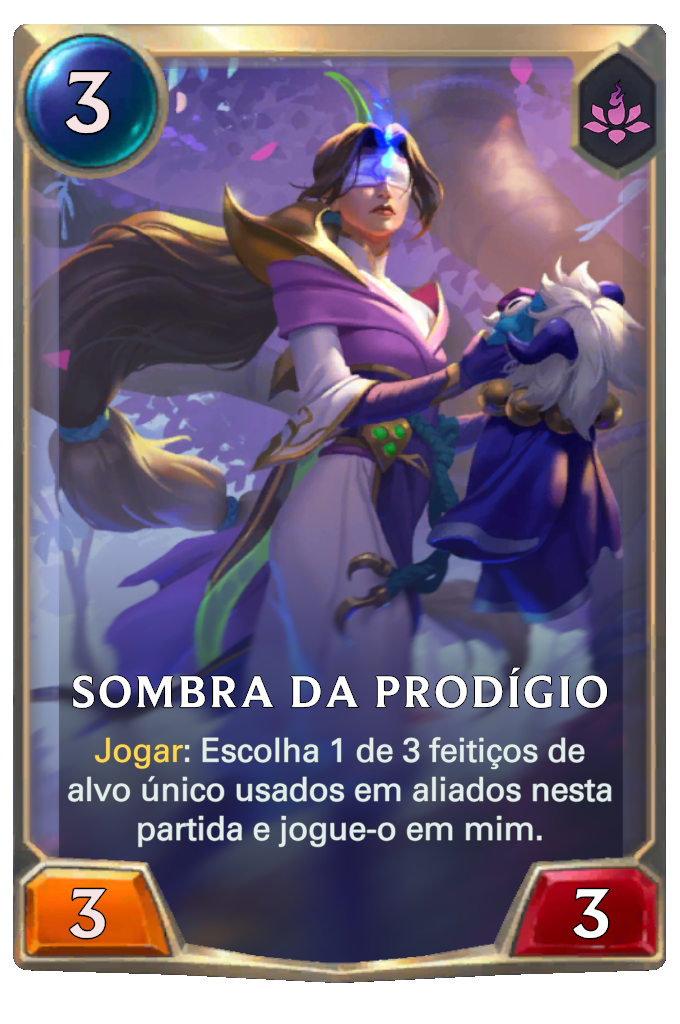 3
SOMBRA DA PRODÍGIO
Jogar: Escolha 1 de 3 feitiços de
alvo único usados em aliados nesta
partida e jogue-o em mim.
3
3